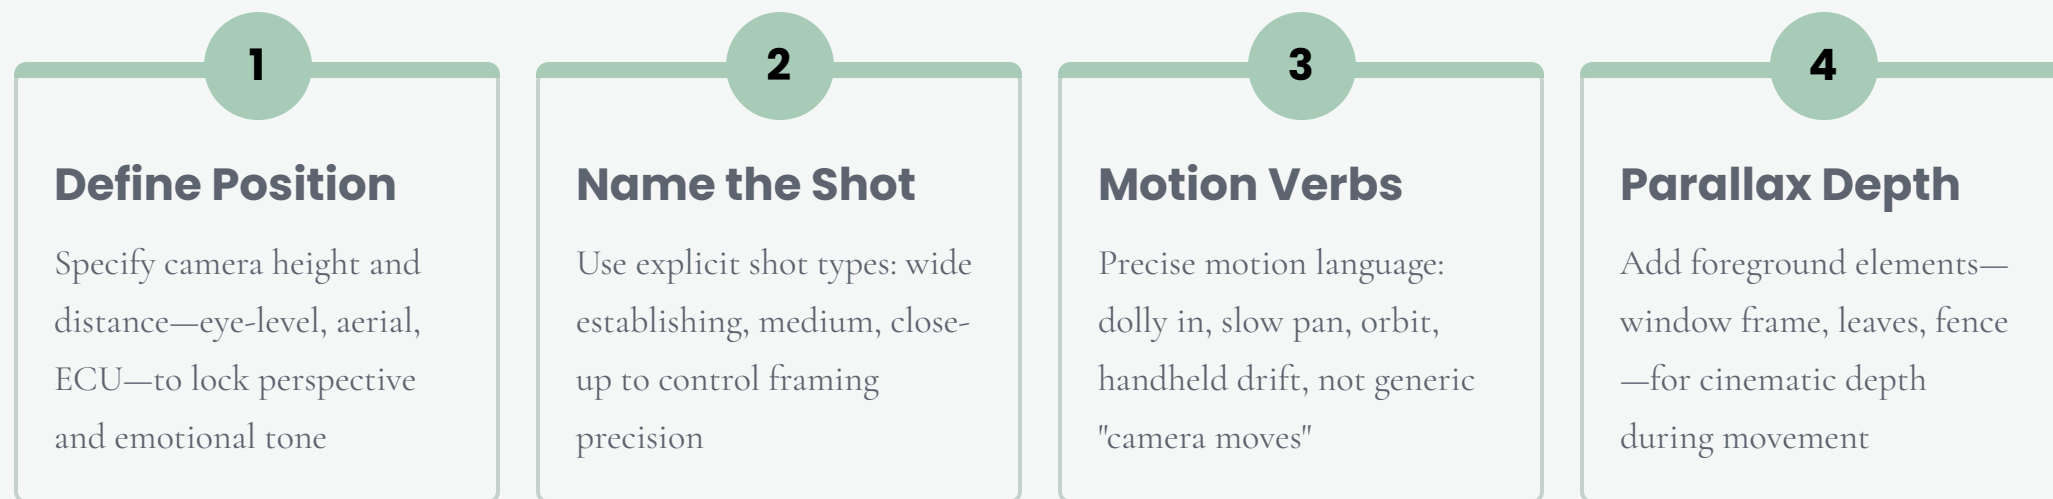 1
Define Position
Specify camera height and
distance—eye-level, aerial,
ECU—to lock perspective
and emotional tone
2
Name the Shot
Use explicit shot types: wide
establishing, medium, close-
up to control framing
precision
3
Motion Verbs
Precise motion language:
dolly in, slow pan, orbit,
handheld drift, not generic
"camera moves"
4
Parallax Depth
Add foreground elements—
window frame, leaves, fence
—for cinematic depth
during movement